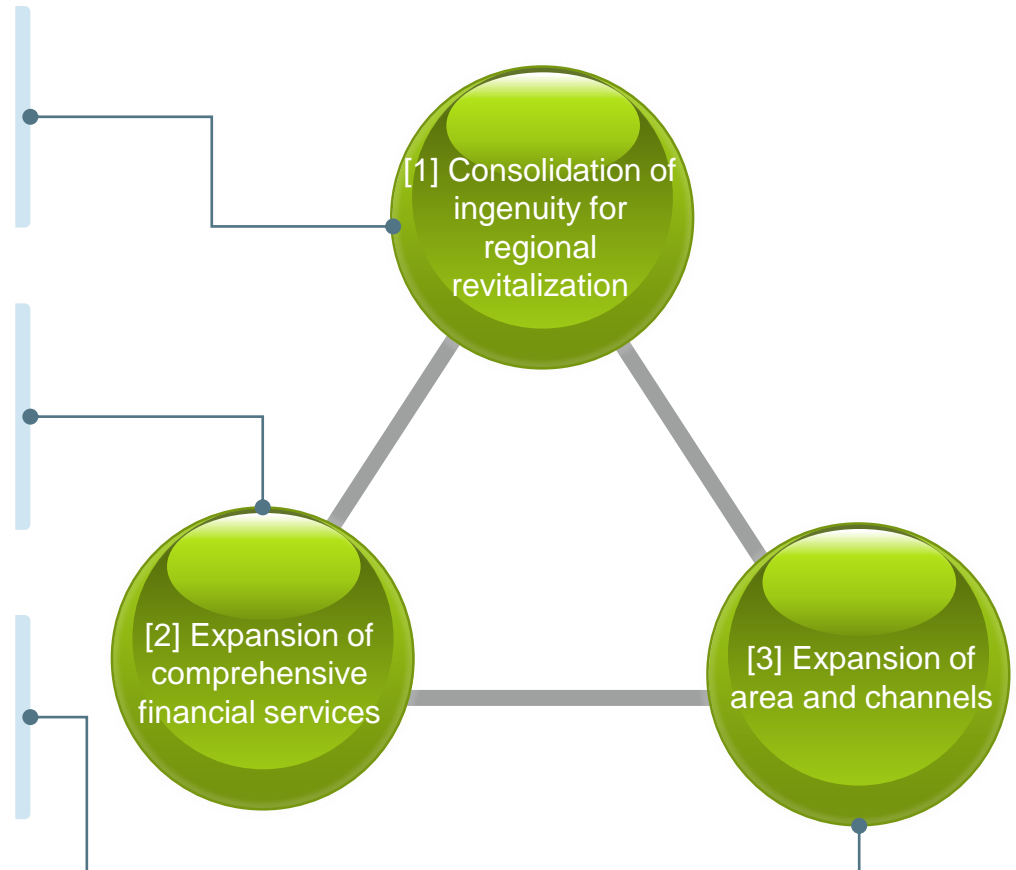 [1] Consolidation of
ingenuity for
regional
revitalization
[2] Expansion of
comprehensive
financial services
[3] Expansion of
area and channels